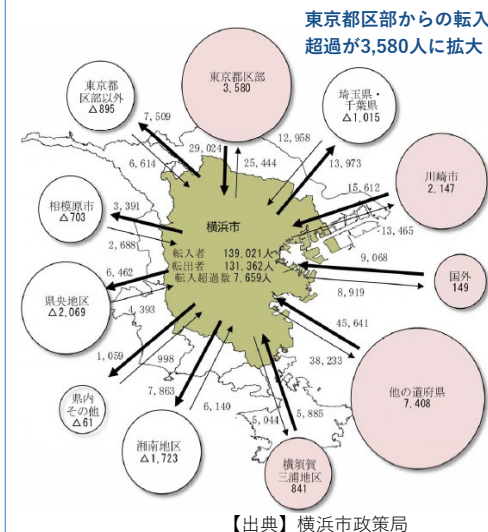 東京都区部からの転入
超過が3,580人に拡大
東京都
区部以外
△895
東京都区部
3,580
埼玉県・
千葉県
△1,015
7,509
29,024
12,958
6,614
25,444
13,973
川崎市
2,147
15,612
13,465
相模原市
△703
3,391
2,688
横浜市
転入者 139,021人
転出者 131,362人
転入超過数 7,659人
9,068
国外
149
8,919
県央地区
△2,069
6,462
4,393
45,641
38,233
1,059
998
県内
その他
△61
7,863
6,140
5,044
5,885
他の道府県
7,408
湘南地区
△1,723
横須賀
三浦地区
841
【出典】横浜市政策局